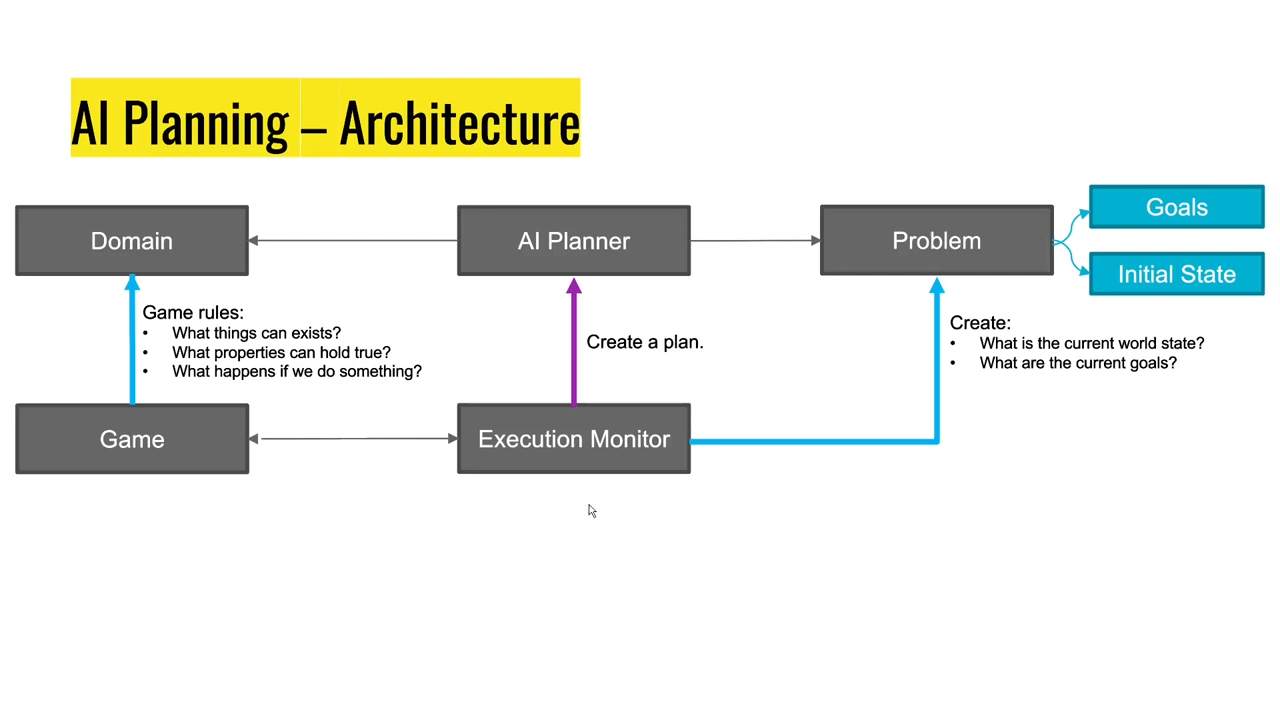 AI Planning – Architecture
Domain
AI Planner
Problem
Goals
Initial State
Game rules:
• What things can exists?
• What properties can hold true?
• What happens if we do something?
Create a plan.
Create:
• What is the current world state?
• What are the current goals?
Game
Execution Monitor